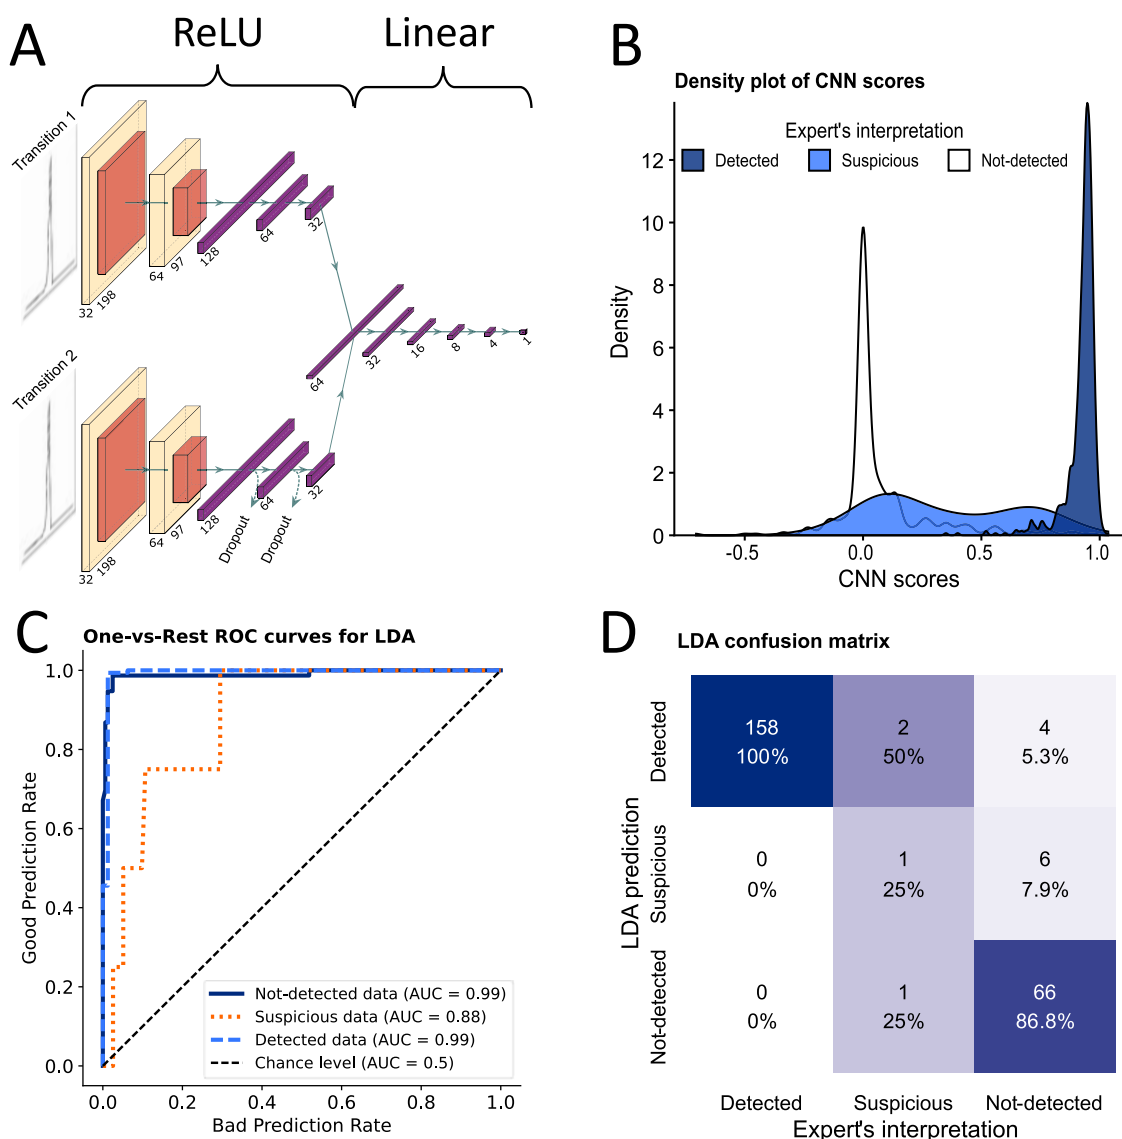 A
ReLU
Linear
Transition 1
32
198
64
97
128
64
32
Transition 2
32
198
64
97
128
64
32
Dropout
Dropout
64
32
16
8
4
1
B
Density plot of CNN scores
Expert's interpretation
Detected
Suspicious
Not-detected
Density
12
10
8
6
4
2
0
-0.5
0.0
0.5
1.0
CNN scores
C
One-vs-Rest ROC curves for LDA
Good Prediction Rate
1.0
0.8
0.6
0.4
0.2
0.0
Not-detected data (AUC = 0.99)
Suspicious data (AUC = 0.88)
Detected data (AUC = 0.99)
Chance level (AUC = 0.5)
0.0
0.2
0.4
0.6
0.8
1.0
Bad Prediction Rate
D
LDA confusion matrix
LDA prediction
Detected
158
100%
2
50%
4
5.3%
Suspicious
0
0%
1
25%
6
7.9%
Not-detected
0
0%
1
25%
66
86.8%
Detected
Suspicious
Not-detected
Expert's interpretation